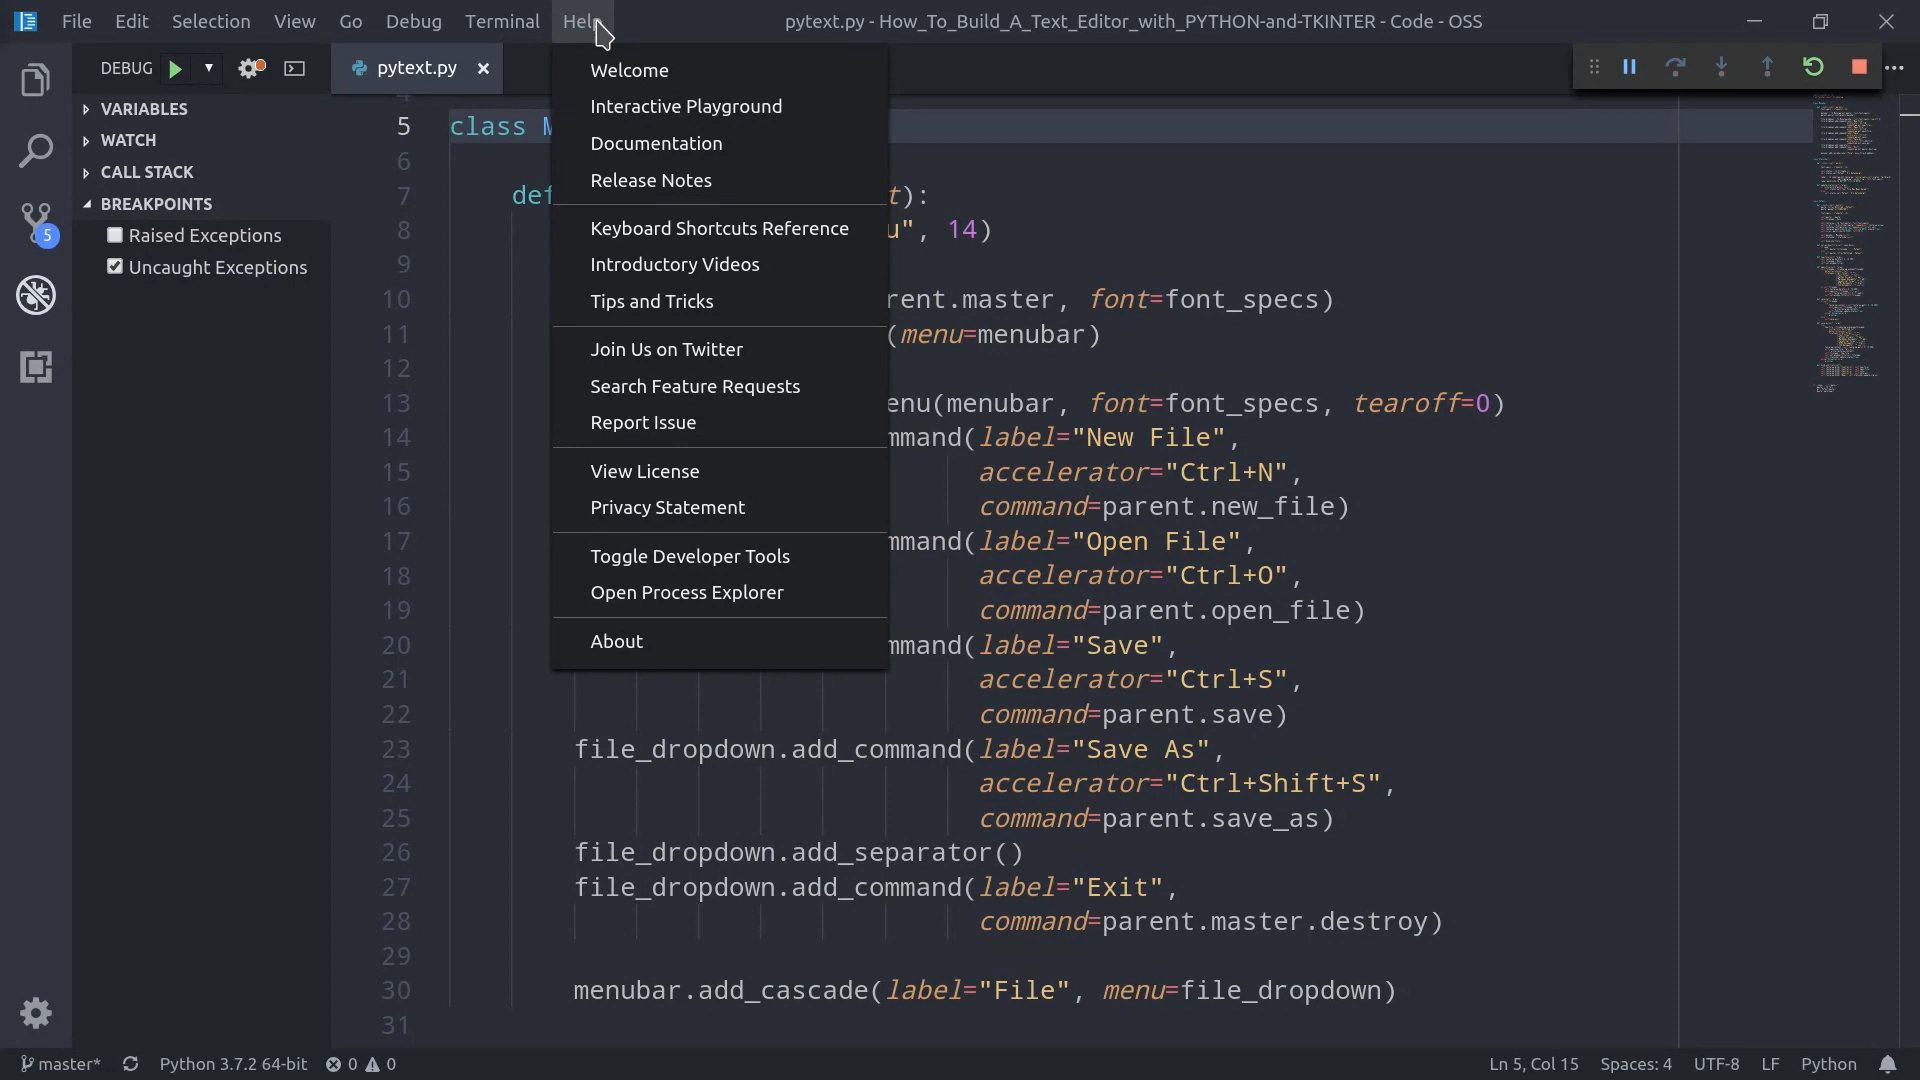 File Edit Selection View Go Debug Terminal Help pytext.py - How_To_Build_A_Text_Editor_with_PYTHON-and-TKINTER - Code - OSS
DEBUG pytext.py
VARIABLES
WATCH
CALL STACK
BREAKPOINTS
Raised Exceptions
Uncaught Exceptions
5
Welcome
Interactive Playground
Documentation
Release Notes
Keyboard Shortcuts Reference
Introductory Videos
Tips and Tricks
Join Us on Twitter
Search Feature Requests
Report Issue
View License
Privacy Statement
Toggle Developer Tools
Open Process Explorer
About
5 class M
6
7 def t):
8 u", 14)
9
10 rent.master, font=font_specs)
11 (menu=menubar)
12
13 enu(menubar, font=font_specs, tearoff=0)
14 mmand(label="New File",
15 accelerator="Ctrl+N",
16 command=parent.new_file)
17 mmand(label="Open File",
18 accelerator="Ctrl+O",
19 command=parent.open_file)
20 mmand(label="Save",
21 accelerator="Ctrl+S",
22 command=parent.save)
23 file_dropdown.add_command(label="Save As",
24 accelerator="Ctrl+Shift+S",
25 command=parent.save_as)
26 file_dropdown.add_separator()
27 file_dropdown.add_command(label="Exit",
28 command=parent.master.destroy)
29
30 menubar.add_cascade(label="File", menu=file_dropdown)
31
master* Python 3.7.2 64-bit 0 0 Ln 5, Col 15 Spaces: 4 UTF-8 LF Python